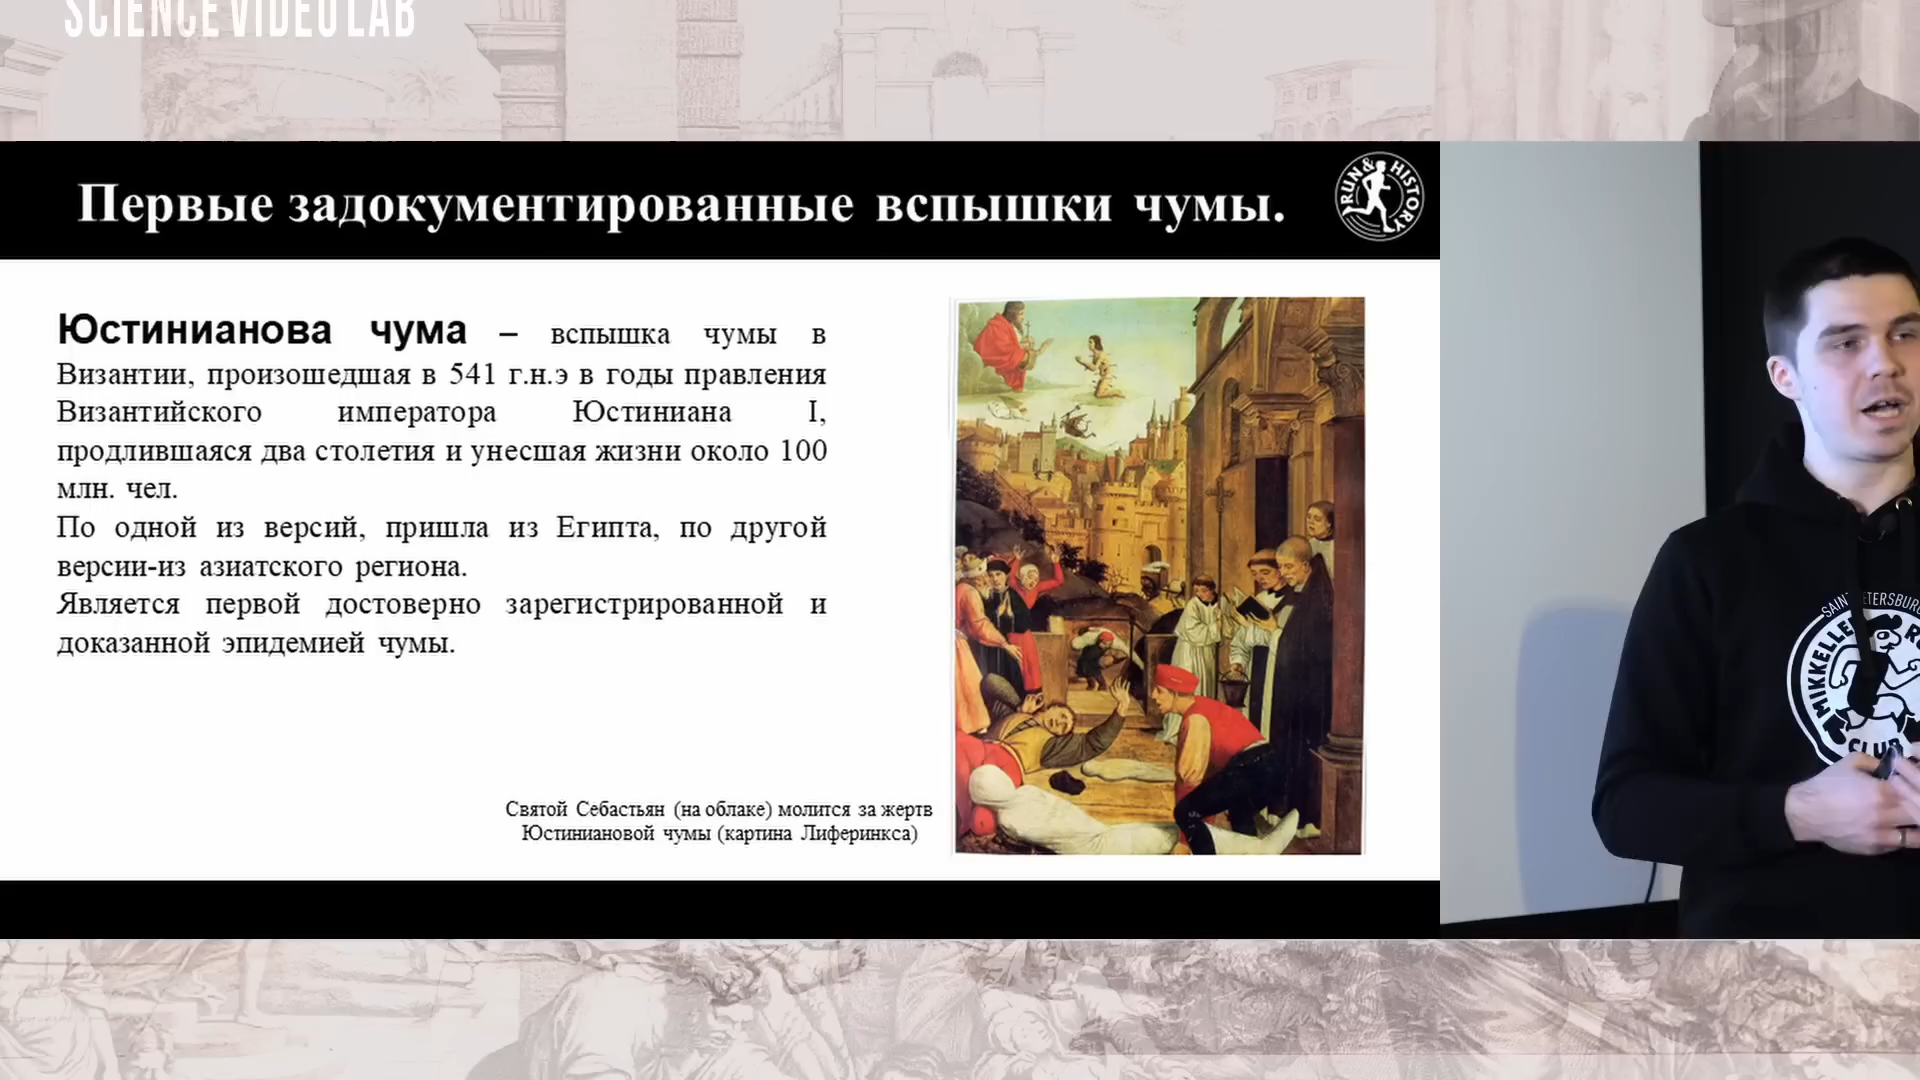 SCIENCE VIDEO LAB
Первые задокументированные вспышки чумы.
RUN & HISTORY
Юстинианова чума – вспышка чумы в
Византии, произошедшая в 541 г.н.э в годы правления
Византийского императора Юстиниана I,
продлившаяся два столетия и унесшая жизни около 100
млн. чел.
По одной из версий, пришла из Египта, по другой
версии-из азиатского региона.
Является первой достоверно зарегистрированной и
доказанной эпидемией чумы.
Святой Себастьян (на облаке) молится за жертв
Юстиниановой чумы (картина Лиферинкса)
MIKKELLE
CLUB